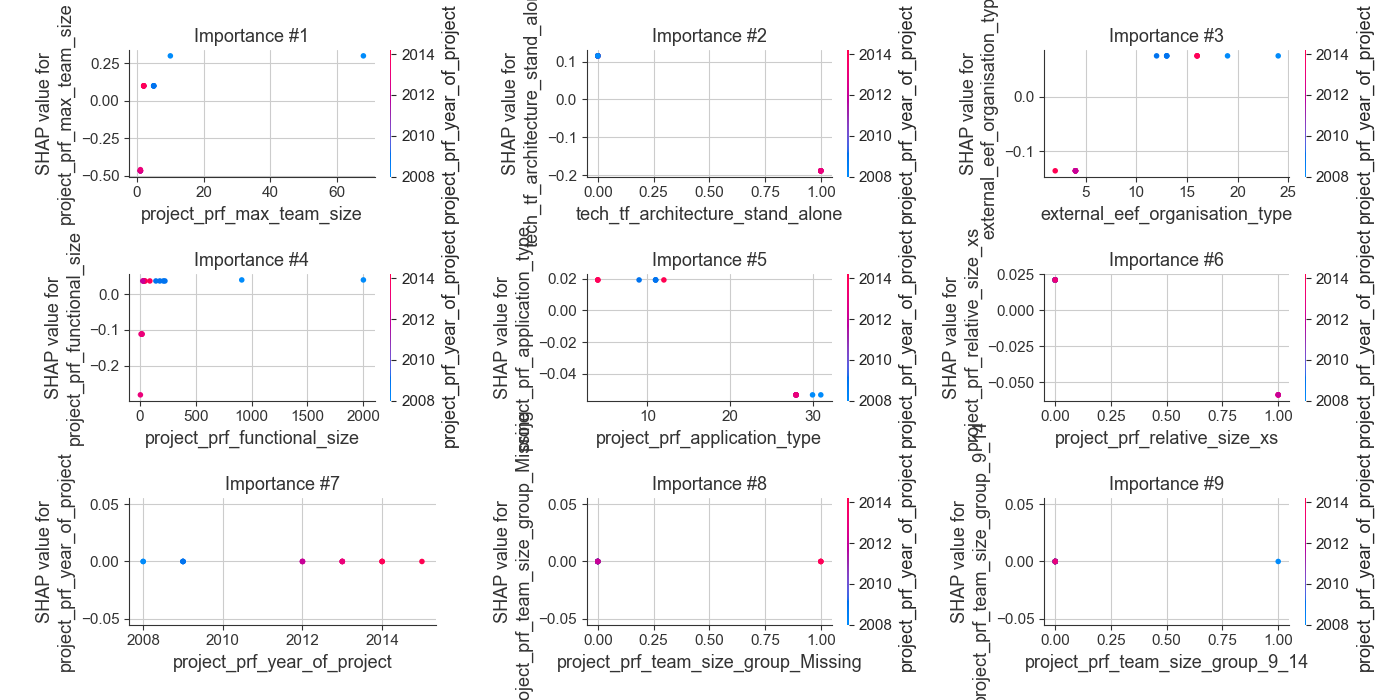 Importance #1
SHAP value for
project_prf_max_team_size
0.25
0.00
−0.25
−0.50
0
20
40
60
project_prf_max_team_size
2014
2012
2010
2008
project_prf_year_of_project
Importance #2
SHAP value for
tech_tf_architecture_stand_alon
0.1
0.0
−0.1
−0.2
0.00
0.25
0.50
0.75
1.00
tech_tf_architecture_stand_alone
2014
2012
2010
2008
project_prf_year_of_project
Importance #3
SHAP value for
external_eef_organisation_typ
0.0
−0.1
5
10
15
20
25
external_eef_organisation_type
2014
2012
2010
2008
project_prf_year_of_project
Importance #4
SHAP value for
project_prf_functional_size
0.0
−0.1
−0.2
0
500
1000
1500
2000
project_prf_functional_size
2014
2012
2010
2008
project_prf_year_of_project
Importance #5
SHAP value for
project_prf_application_type
0.02
0.00
−0.02
−0.04
10
20
30
project_prf_application_type
2014
2012
2010
2008
project_prf_year_of_project
Importance #6
SHAP value for
project_prf_relative_size_xs
0.025
0.000
−0.025
−0.050
0.00
0.25
0.50
0.75
1.00
project_prf_relative_size_xs
2014
2012
2010
2008
project_prf_year_of_project
Importance #7
SHAP value for
project_prf_year_of_project
0.05
0.00
−0.05
2008
2010
2012
2014
project_prf_year_of_project
Importance #8
SHAP value for
roject_prf_team_size_group_Missing
0.05
0.00
−0.05
0.00
0.25
0.50
0.75
1.00
project_prf_team_size_group_Missing
2014
2012
2010
2008
project_prf_year_of_project
Importance #9
SHAP value for
project_prf_team_size_group_9_14
0.05
0.00
−0.05
0.00
0.25
0.50
0.75
1.00
project_prf_team_size_group_9_14
2014
2012
2010
2008
project_prf_year_of_project